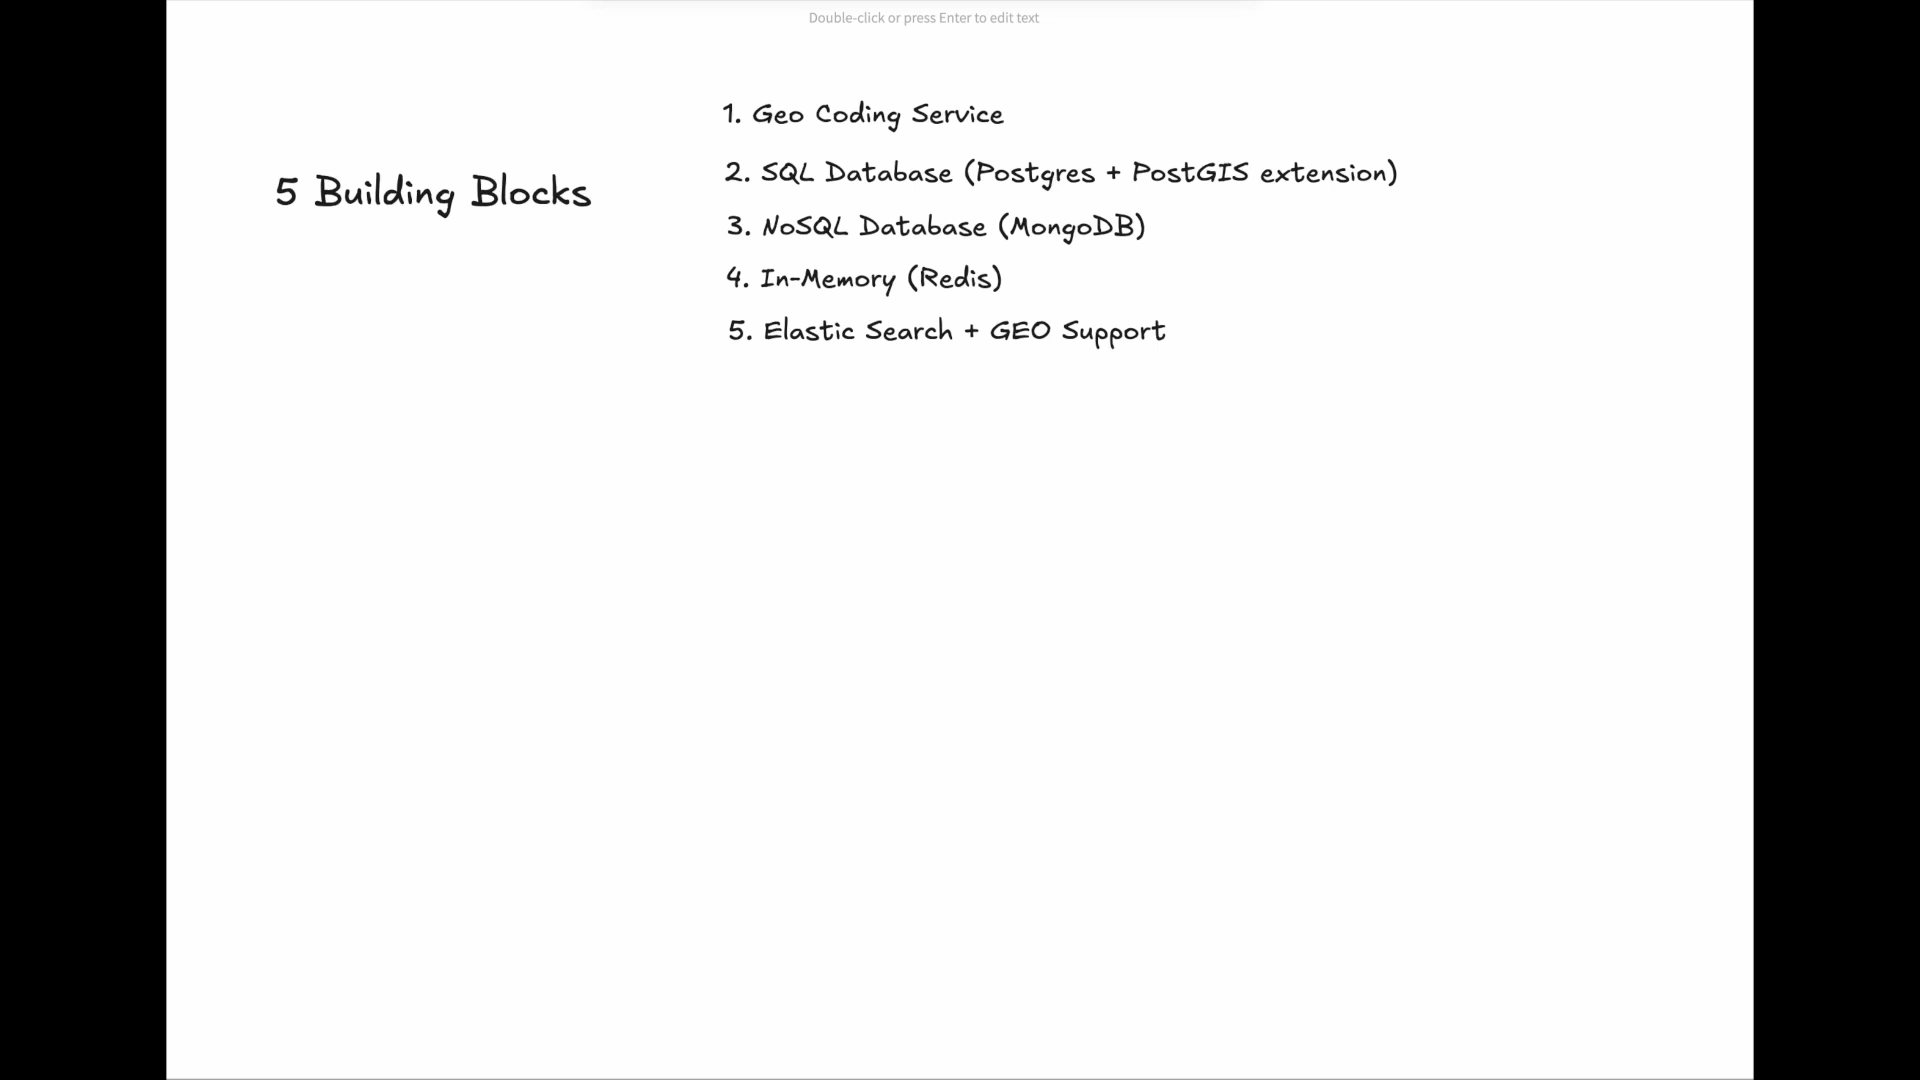 Double-click or press Enter to edit text
5 Building Blocks
1. Geo Coding Service
2. SQL Database (Postgres + PostGIS extension)
3. NoSQL Database (MongoDB)
4. In-Memory (Redis)
5. Elastic Search + GEO Support